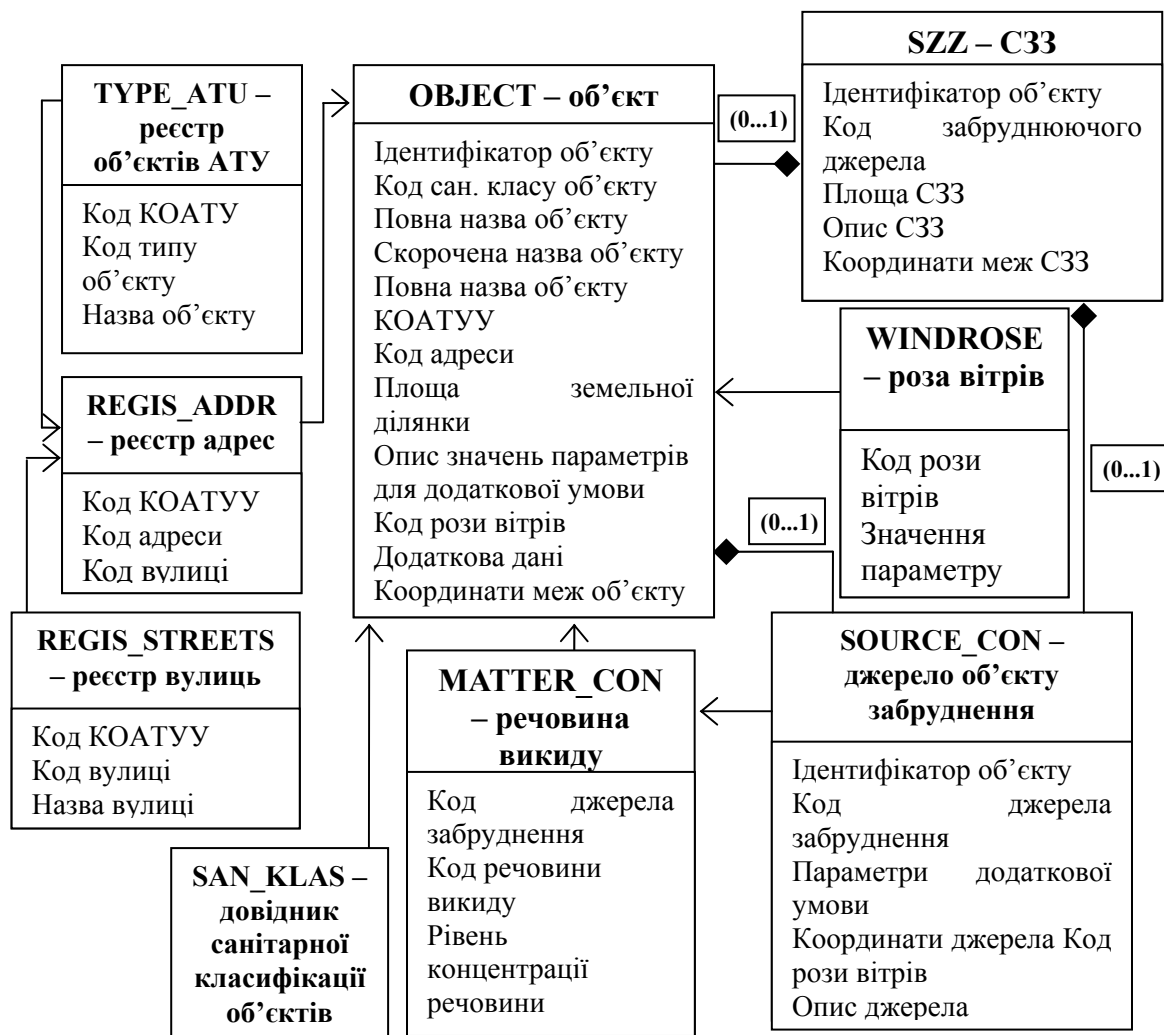 TYPE_ATU –
реєстр
об’єктів АТУ
Код КОАТУ
Код типу
об’єкту
Назва об’єкту
REGIS_ADDR
– реєстр адрес
Код КОАТУУ
Код адреси
Код вулиці
REGIS_STREETS
– реєстр вулиць
Код КОАТУУ
Код вулиці
Назва вулиці
OBJECT – об’єкт
Ідентифікатор об’єкту
Код сан. класу об’єкту
Повна назва об’єкту
Скорочена назва об’єкту
Повна назва об’єкту
КОАТУУ
Код адреси
Площа земельної
ділянки
Опис значень параметрів
для додаткової умови
Код рози вітрів
Додаткова дані
Координати меж об’єкту
(0...1)
SZZ – СЗЗ
Ідентифікатор об’єкту
Код забруднюючого
джерела
Площа СЗЗ
Опис СЗЗ
Координати меж СЗЗ
WINDROSE
– роза вітрів
Код рози
вітрів
Значення
параметру
(0...1)
(0...1)
SAN_KLAS –
довідник
санітарної
класифікації
об’єктів
MATTER_CON
– речовина
викиду
Код джерела
забруднення
Код речовини
викиду
Рівень
концентрації
речовини
SOURCE_CON –
джерело об’єкту
забруднення
Ідентифікатор об’єкту
Код джерела
забруднення
Параметри додаткової
умови
Координати джерела Код
рози вітрів
Опис джерела